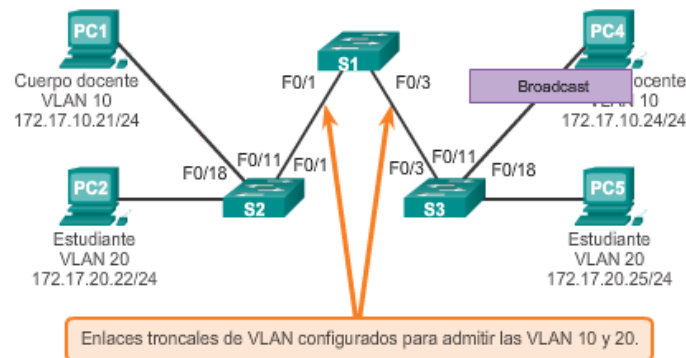 PC1
PC4
S1
Cuerpo docente
VLAN 10
172.17.10.21/24
F0/1
F0/3
Broadcast
ocente
VLAN 10
172.17.10.24/24
F0/11
F0/18
F0/1
F0/3
F0/11
F0/18
PC2
S2
S3
PC5
Estudiante
VLAN 20
172.17.20.22/24
Estudiante
VLAN 20
172.17.20.25/24
Enlaces troncales de VLAN configurados para admitir las VLAN 10 y 20.